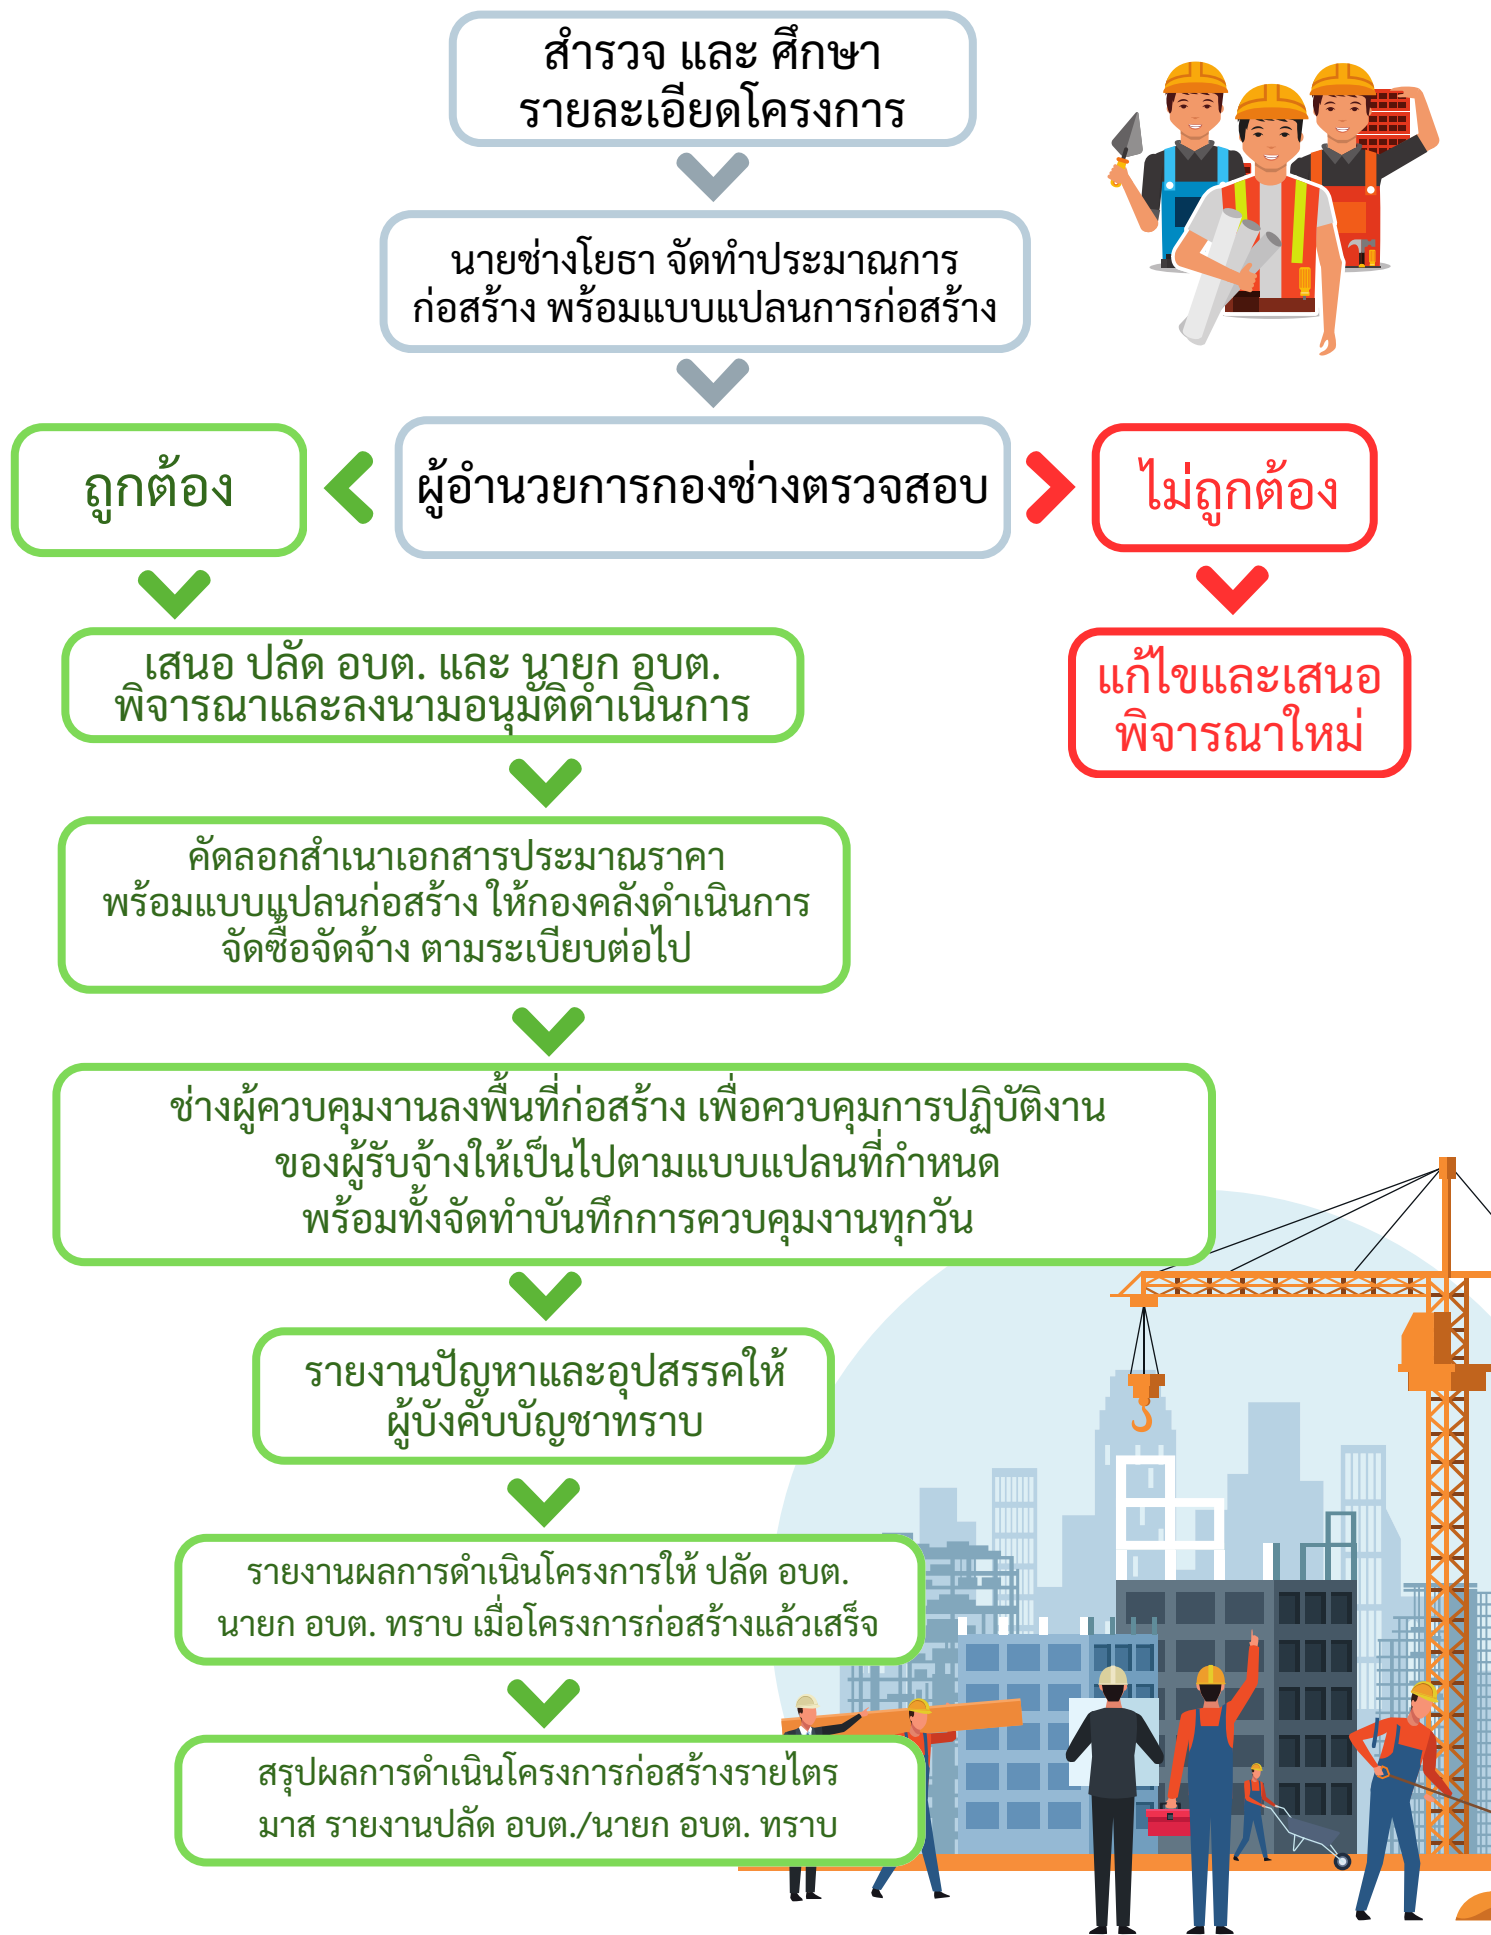 สำรวจ และ ศึกษา
รายละเอียดโครงการ
นายช่างโยธา จัดทำประมาณการ
ก่อสร้าง พร้อมแบบแปลนการก่อสร้าง
ถูกต้อง
ผู้อำนวยการกองช่างตรวจสอบ
ไม่ถูกต้อง
เสนอ ปลัด อบต. และ นายก อบต.
พิจารณาและลงนามอนุมัติดำเนินการ
แก้ไขและเสนอ
พิจารณาใหม่
คัดลอกสำเนาเอกสารประมาณราคา
พร้อมแบบแปลนก่อสร้าง ให้กองคลังดำเนินการ
จัดซื้อจัดจ้าง ตามระเบียบต่อไป
ช่างผู้ควบคุมงานลงพื้นที่ก่อสร้าง เพื่อควบคุมการปฏิบัติงาน
ของผู้รับจ้างให้เป็นไปตามแบบแปลนที่กำหนด
พร้อมทั้งจัดทำบันทึกการควบคุมงานทุกวัน
รายงานปัญหาและอุปสรรคให้
ผู้บังคับบัญชาทราบ
รายงานผลการดำเนินโครงการให้ ปลัด อบต.
นายก อบต. ทราบ เมื่อโครงการก่อสร้างแล้วเสร็จ
สรุปผลการดำเนินโครงการก่อสร้างรายไตร
มาส รายงานปลัด อบต./นายก อบต. ทราบ